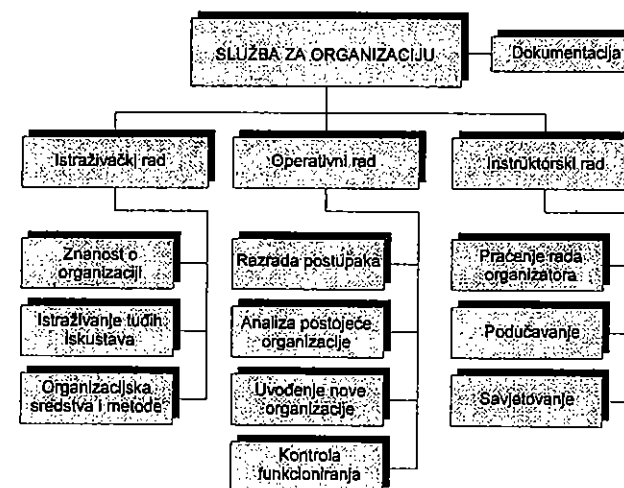 SLUŽBA ZA ORGANIZACIJU
Dokumentacija
Istraživački rad
Operativni rad
Instruktorski rad
Znanost o
organizaciji
Istraživanje tuđih
iskustava
Organizacijska
sredstva i metode
Razrada postupaka
Analiza postojeće
organizacije
Uvođenje nove
organizacije
Kontrola
funkcioniranja
Praćenje rada
organizatora
Podučavanje
Savjetovanje